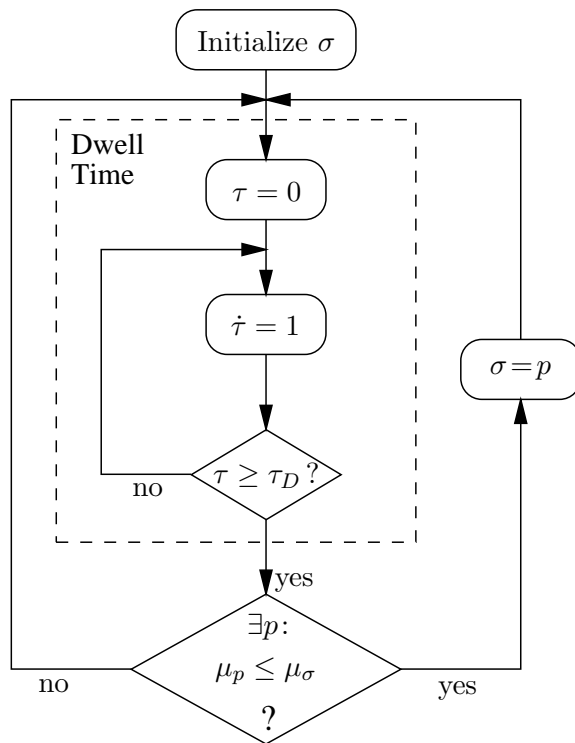 Initialize σ
Dwell
Time
τ = 0
τ̇ = 1
σ = p
τ ≥ τ_D ?
no
yes
∃p:
μ_p ≤ μ_σ
?
no
yes